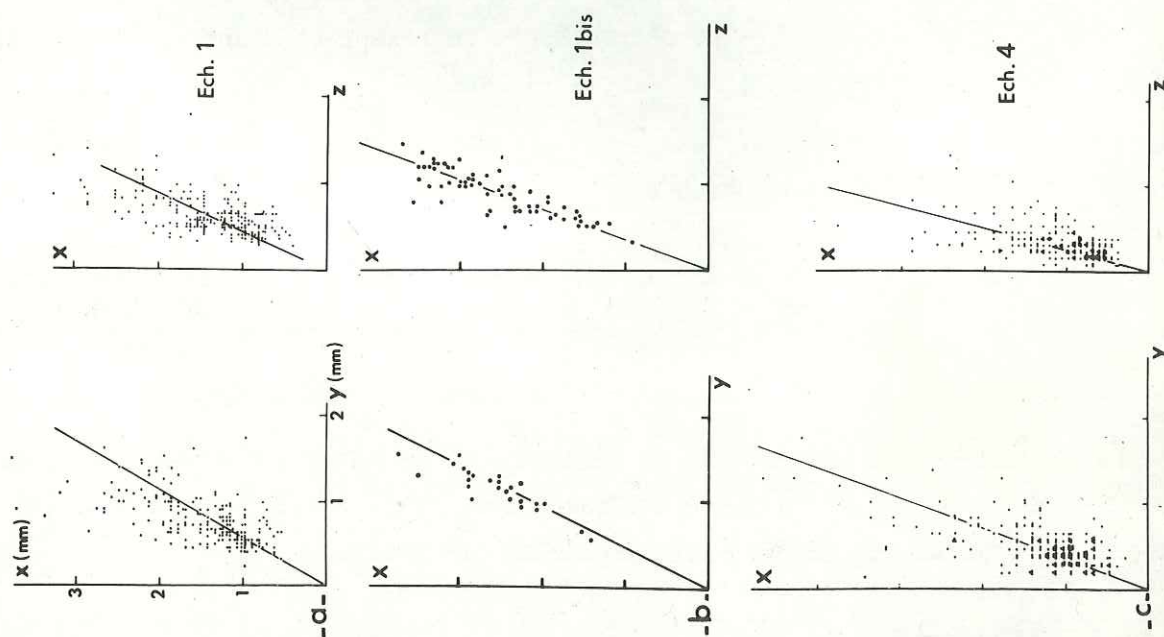 x (mm)
3
2
1
1
2
y (mm)
- a -
x
z
Ech. 1
x
y
- b -
x
z
Ech. 1bis
x
y
- c -
x
z
Ech. 4